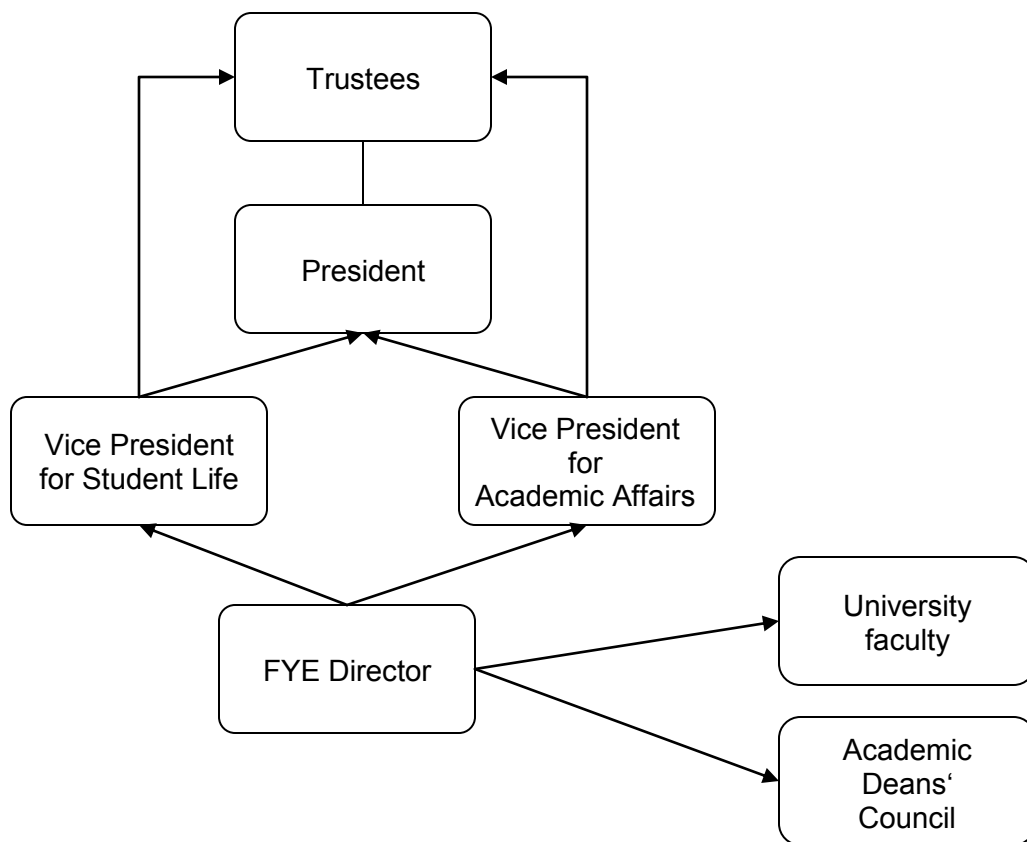 Trustees
President
Vice President
for Student Life
Vice President
for
Academic Affairs
FYE Director
University
faculty
Academic
Deans‘
Council